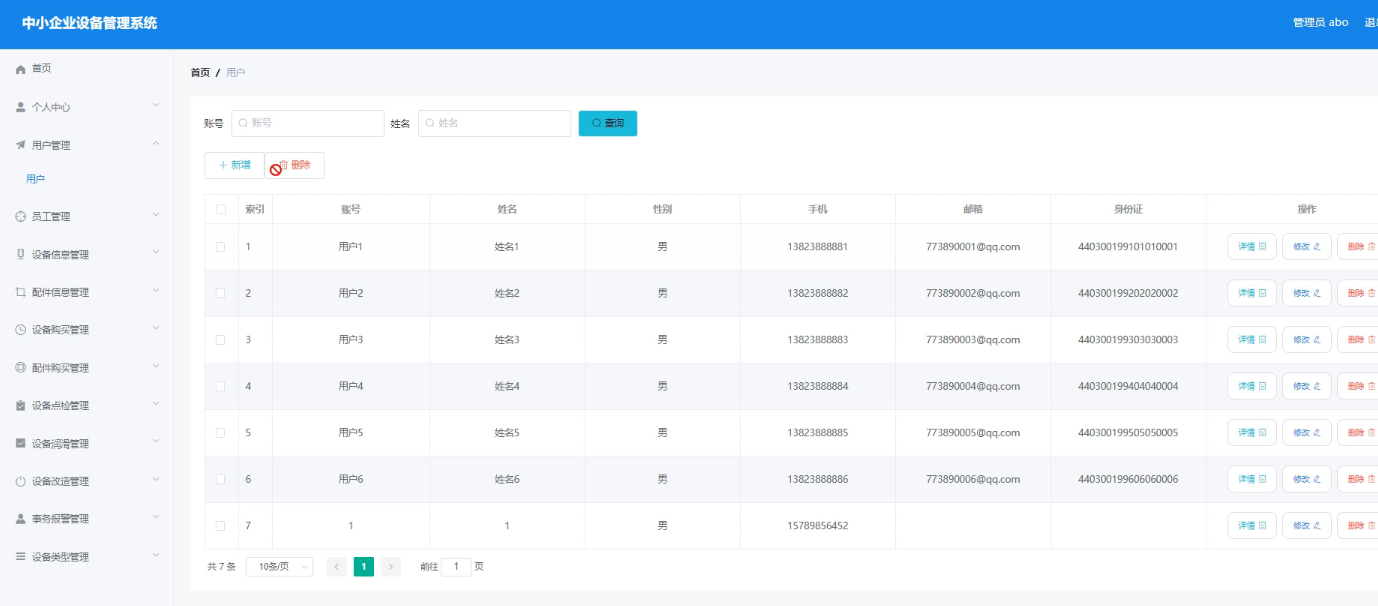 中小企业设备管理系统
管理员 abo
首页
个人中心
用户管理
用户
员工管理
设备信息管理
配件信息管理
设备购买管理
配件购买管理
设备点检管理
设备润滑管理
设备改造管理
事务报警管理
设备类型管理
首页 / 用户
账号 账号 姓名 姓名 查询
+ 新增 删除
索引 账号 姓名 性别 手机 邮箱 身份证 操作
1 用户1 姓名1 男 13823888881 773890001@qq.com 440300199101010001 详情 修改 删除
2 用户2 姓名2 男 13823888882 773890002@qq.com 440300199202020002 详情 修改 删除
3 用户3 姓名3 男 13823888883 773890003@qq.com 440300199303030003 详情 修改 删除
4 用户4 姓名4 男 13823888884 773890004@qq.com 440300199404040004 详情 修改 删除
5 用户5 姓名5 男 13823888885 773890005@qq.com 440300199505050005 详情 修改 删除
6 用户6 姓名6 男 13823888886 773890006@qq.com 440300199606060006 详情 修改 删除
7 1 1 男 15789856452 详情 修改 删除
共 7 条 10条/页 < 1 > 前往 1 页